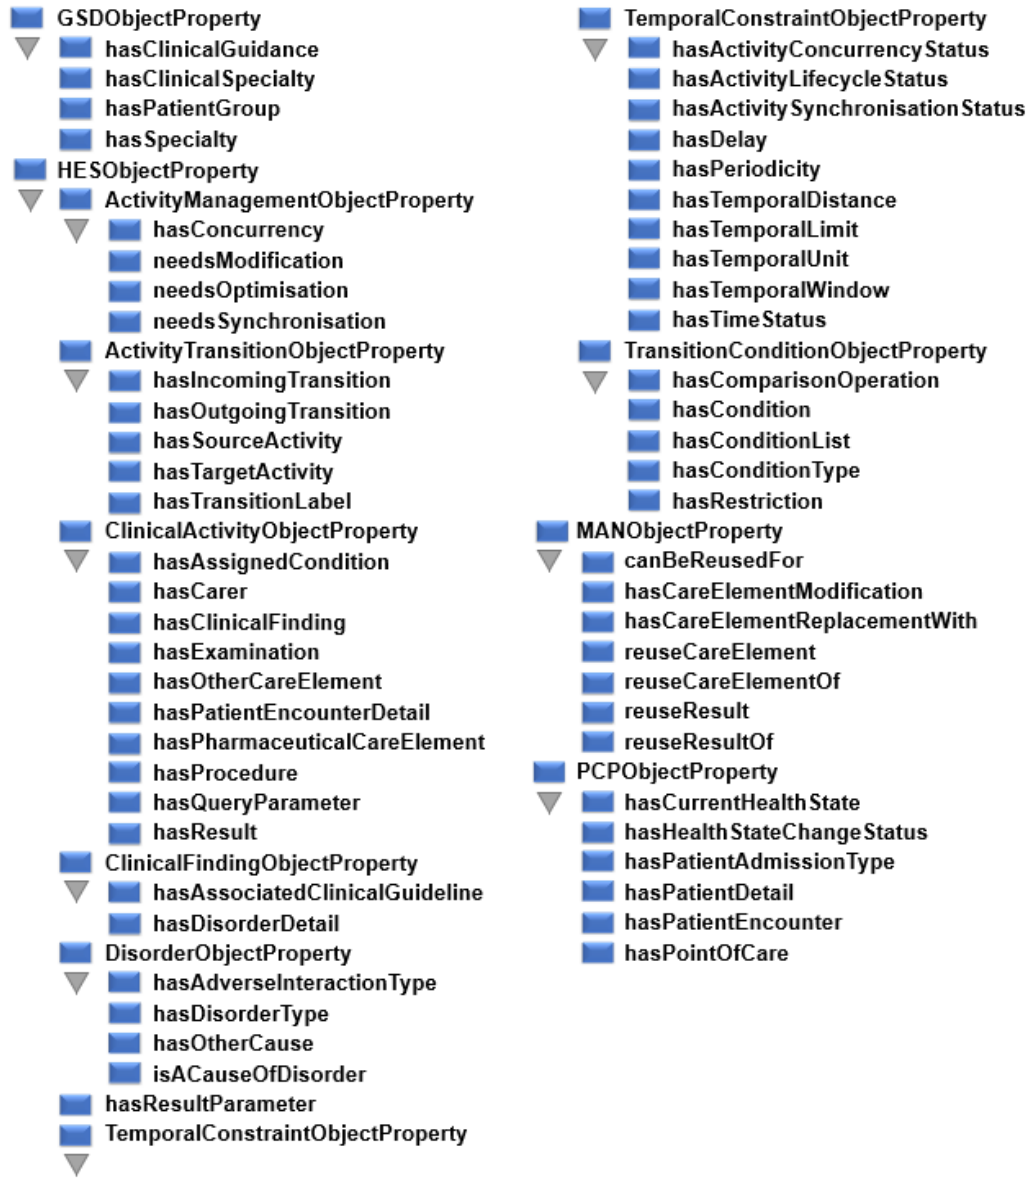 GSDObjectProperty
hasClinicalGuidance
hasClinicalSpecialty
hasPatientGroup
hasSpecialty
HESObjectProperty
ActivityManagementObjectProperty
hasConcurrency
needsModification
needsOptimisation
needsSynchronisation
ActivityTransitionObjectProperty
hasIncomingTransition
hasOutgoingTransition
hasSourceActivity
hasTargetActivity
hasTransitionLabel
ClinicalActivityObjectProperty
hasAssignedCondition
hasCarer
hasClinicalFinding
hasExamination
hasOtherCareElement
hasPatientEncounterDetail
hasPharmaceuticalCareElement
hasProcedure
hasQueryParameter
hasResult
ClinicalFindingObjectProperty
hasAssociatedClinicalGuideline
hasDisorderDetail
DisorderObjectProperty
hasAdverseInteractionType
hasDisorderType
hasOtherCause
isACauseOfDisorder
hasResultParameter
TemporalConstraintObjectProperty
TemporalConstraintObjectProperty
hasActivityConcurrencyStatus
hasActivityLifecycleStatus
hasActivitySynchronisationStatus
hasDelay
hasPeriodicity
hasTemporalDistance
hasTemporalLimit
hasTemporalUnit
hasTemporalWindow
hasTimeStatus
TransitionConditionObjectProperty
hasComparisonOperation
hasCondition
hasConditionList
hasConditionType
hasRestriction
MANObjectProperty
canBeReusedFor
hasCareElementModification
hasCareElementReplacementWith
reuseCareElement
reuseCareElementOf
reuseResult
reuseResultOf
PCPObjectProperty
hasCurrentHealthState
hasHealthStateChangeStatus
hasPatientAdmissionType
hasPatientDetail
hasPatientEncounter
hasPointOfCare